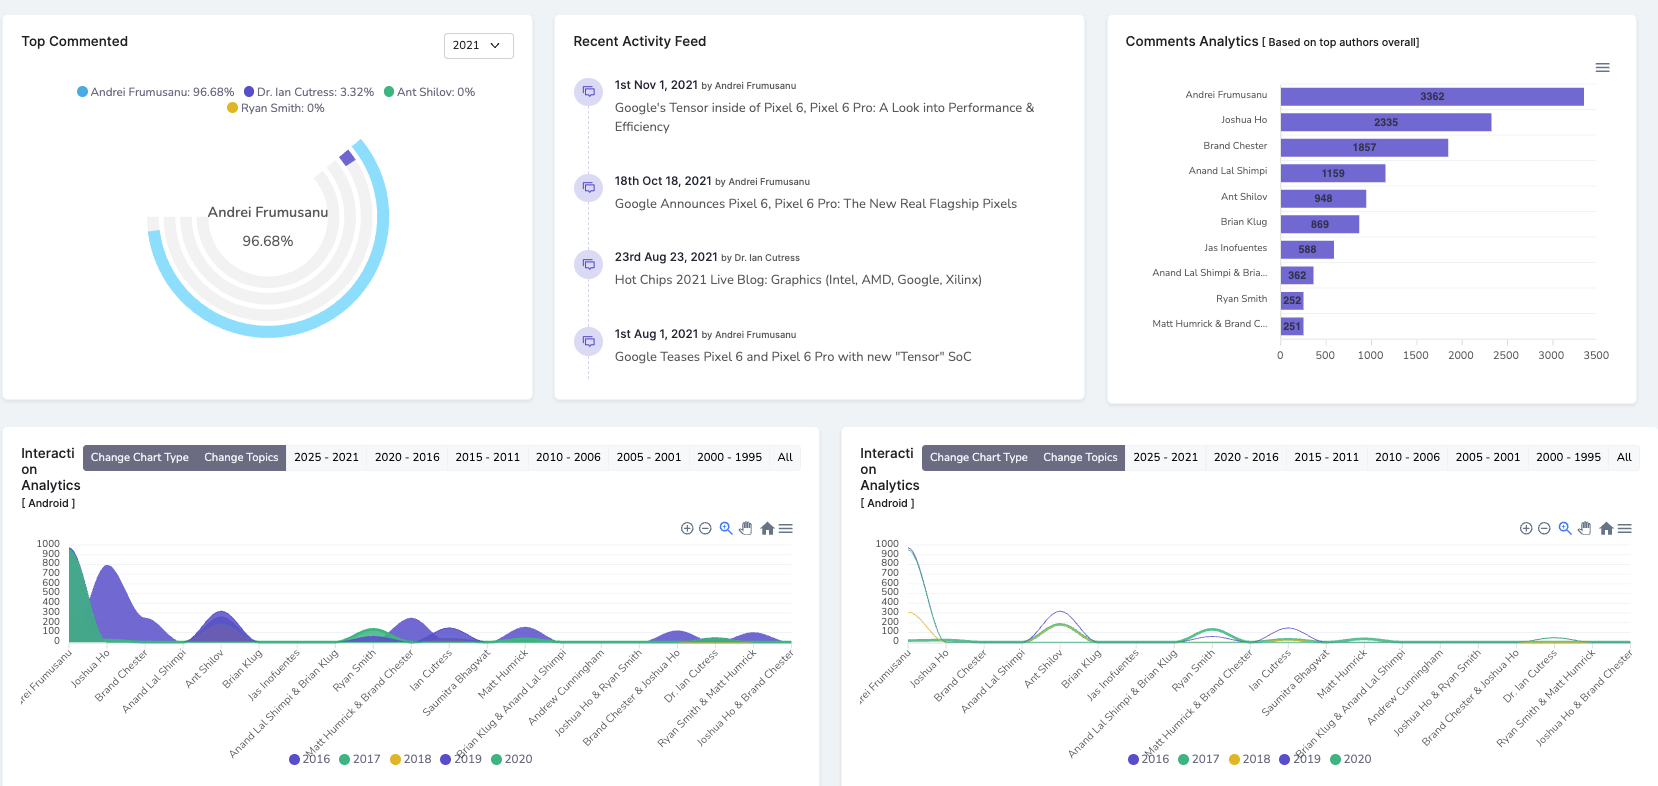 Top Commented
2021
Andrei Frumusanu: 96.68% Dr. Ian Cutress: 3.32% Ant Shilov: 0%
Ryan Smith: 0%
Andrei Frumusanu
96.68%
Recent Activity Feed
1st Nov 1, 2021 by Andrei Frumusanu
Google's Tensor inside of Pixel 6, Pixel 6 Pro: A Look into Performance &
Efficiency
18th Oct 18, 2021 by Andrei Frumusanu
Google Announces Pixel 6, Pixel 6 Pro: The New Real Flagship Pixels
23rd Aug 23, 2021 by Dr. Ian Cutress
Hot Chips 2021 Live Blog: Graphics (Intel, AMD, Google, Xilinx)
1st Aug 1, 2021 by Andrei Frumusanu
Google Teases Pixel 6 and Pixel 6 Pro with new "Tensor" SoC
Comments Analytics [ Based on top authors overall]
Andrei Frumusanu 3362
Joshua Ho 2335
Brand Chester 1857
Anand Lal Shimpi 1159
Ant Shilov 948
Brian Klug 869
Jas Inofuentes 588
Anand Lal Shimpi & Bria... 362
Ryan Smith 252
Matt Humrick & Brand C... 251
0 500 1000 1500 2000 2500 3000 3500
Interacti
on
Analytics
[ Android ]
Change Chart Type Change Topics 2025 - 2021 2020 - 2016 2015 - 2011 2010 - 2006 2005 - 2001 2000 - 1995 All
1000
900
800
700
600
500
400
300
200
100
0
rei Frumusanu
Joshua Ho
Brand Chester
Anand Lal Shimpi
Ant Shilov
Brian Klug
Jas Inofuentes
Anand Lal Shimpi & Brian Klug
Ryan Smith
Matt Humrick & Brand Chester
Ian Cutress
Saumitra Bhagwat
Matt Humrick
Brian Klug & Anand Lal Shimpi
Andrew Cunningham
Joshua Ho & Ryan Smith
Brand Chester & Joshua Ho
Dr. Ian Cutress
Ryan Smith & Matt Humrick
Joshua Ho & Brand Chester
2016 2017 2018 2019 2020
Interacti
on
Analytics
[ Android ]
Change Chart Type Change Topics 2025 - 2021 2020 - 2016 2015 - 2011 2010 - 2006 2005 - 2001 2000 - 1995 All
1000
900
800
700
600
500
400
300
200
100
0
rei Frumusanu
Joshua Ho
Brand Chester
Anand Lal Shimpi
Ant Shilov
Brian Klug
Jas Inofuentes
Anand Lal Shimpi & Brian Klug
Ryan Smith
Matt Humrick & Brand Chester
Ian Cutress
Saumitra Bhagwat
Matt Humrick
Brian Klug & Anand Lal Shimpi
Andrew Cunningham
Joshua Ho & Ryan Smith
Brand Chester & Joshua Ho
Dr. Ian Cutress
Ryan Smith & Matt Humrick
Joshua Ho & Brand Chester
2016 2017 2018 2019 2020